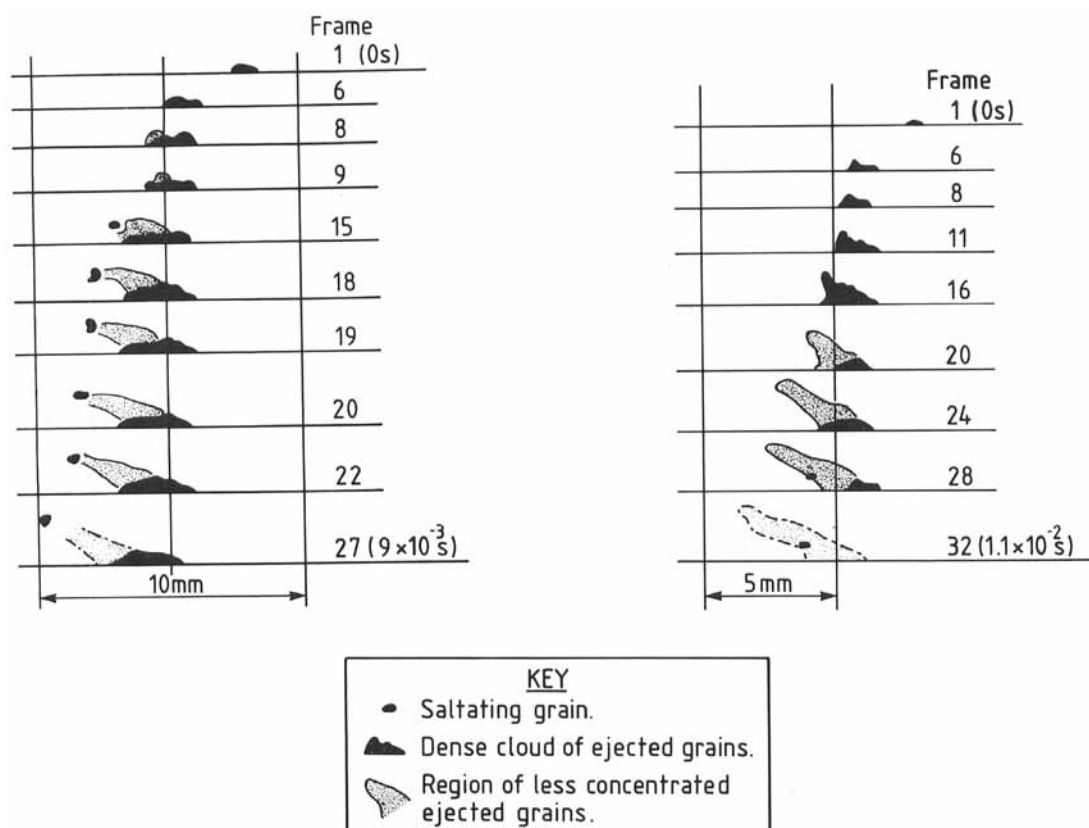 Frame
1 (0s)
6
8
9
15
18
19
20
22
27 (9×10⁻³s)
10mm
Frame
1 (0s)
6
8
11
16
20
24
28
32 (1.1×10⁻²s)
5mm
KEY
Saltating grain.
Dense cloud of ejected grains.
Region of less concentrated
ejected grains.